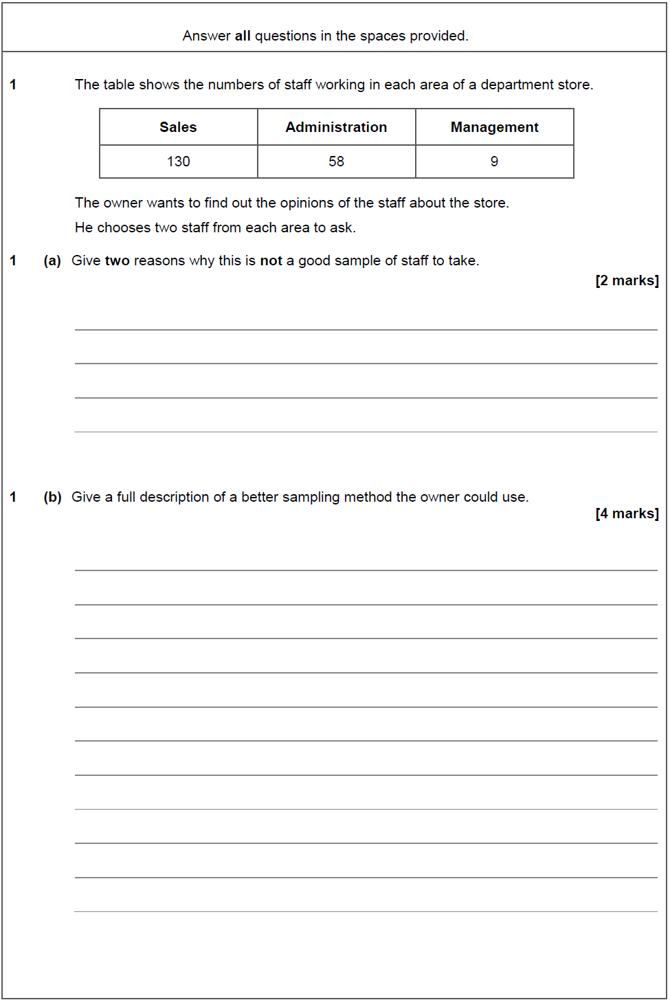 Answer all questions in the spaces provided.
1 The table shows the numbers of staff working in each area of a department store.
Sales Administration Management
130 58 9
The owner wants to find out the opinions of the staff about the store.
He chooses two staff from each area to ask.
1 (a) Give two reasons why this is not a good sample of staff to take.
[2 marks]
1 (b) Give a full description of a better sampling method the owner could use.
[4 marks]